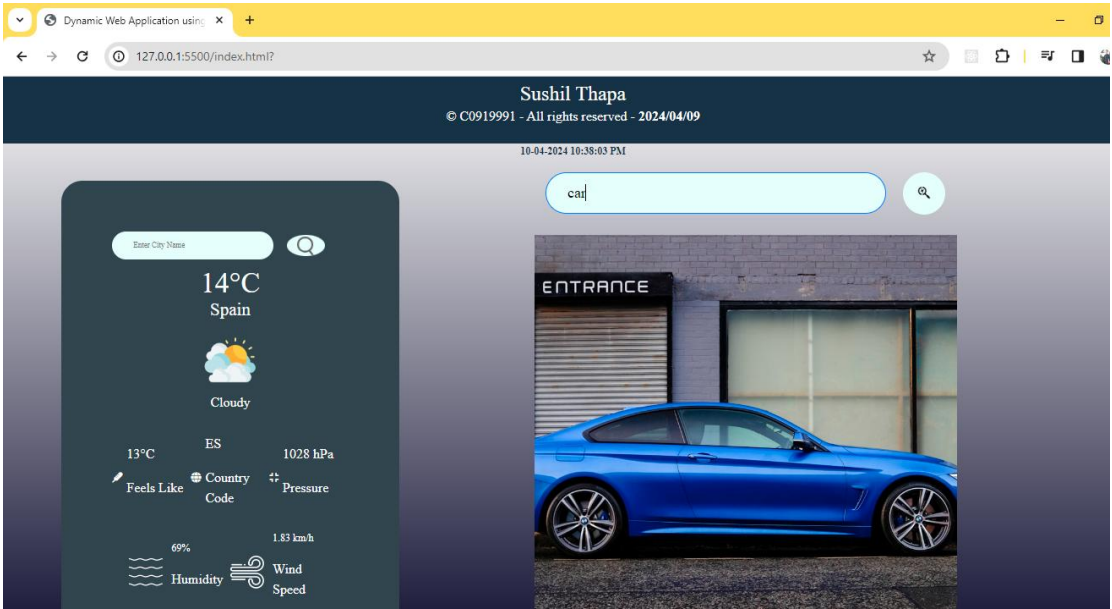 Dynamic Web Application using
127.0.0.1:5500/index.html?
Sushil Thapa
© C0919991 - All rights reserved - 2024/04/09
10-04-2024 10:38:03 PM
car
Enter City Name
14°C
Spain
Cloudy
13°C
Feels Like
ES
Country
Code
1028 hPa
Pressure
69%
Humidity
1.83 km/h
Wind
Speed
ENTRANCE